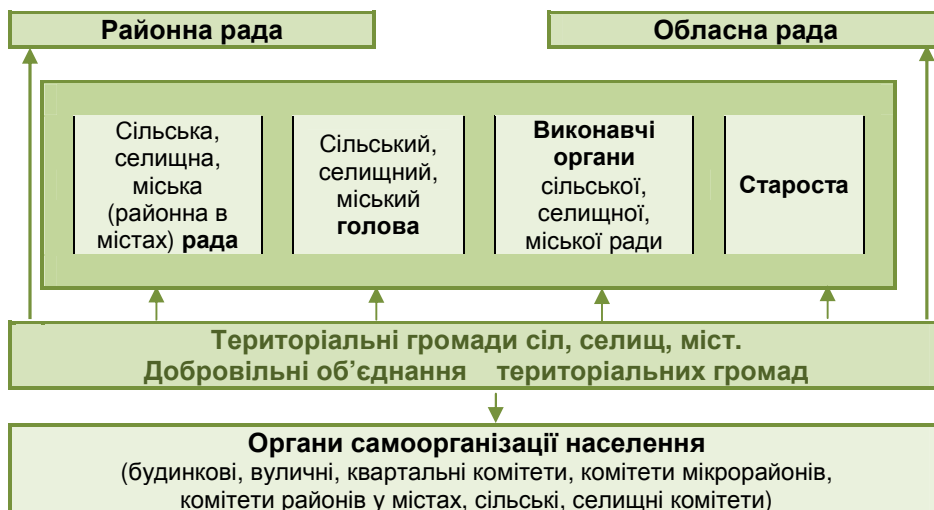 Районна рада
Обласна рада
Сільська,
селищна,
міська
(районна в
містах) рада
Сільський,
селищний,
міський
голова
Виконавчі
органи
сільської,
селищної,
міської ради
Староста
Територіальні громади сіл, селищ, міст.
Добровільні об’єднання територіальних громад
Органи самоорганізації населення
(будинкові, вуличні, квартальні комітети, комітети мікрорайонів,
комітети районів у містах, сільські, селищні комітети)